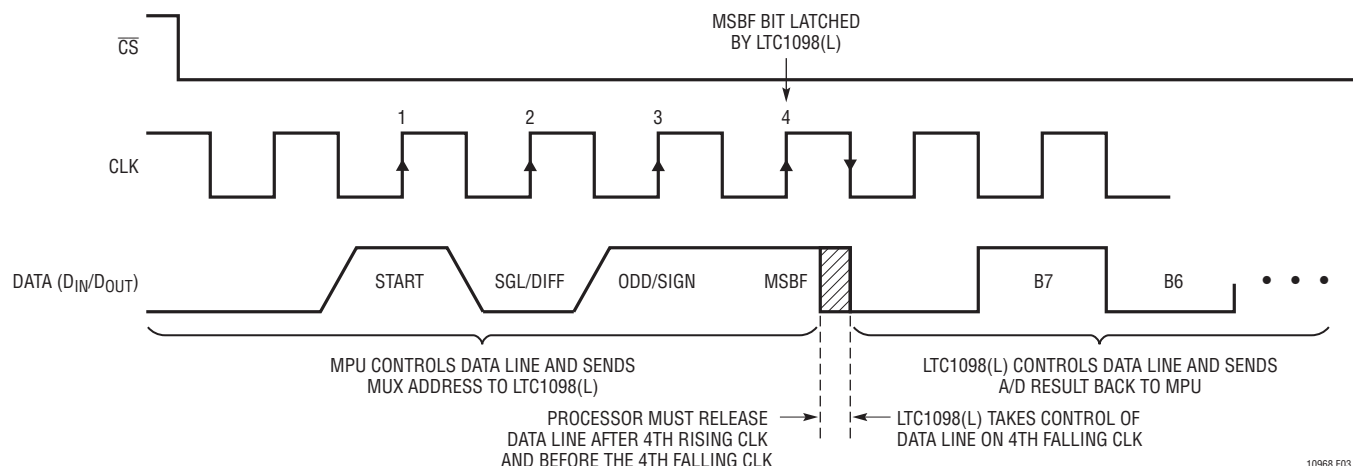 MSBF BIT LATCHED
BY LTC1098(L)
CS
1 2 3 4
CLK
DATA (DIN/DOUT)
START SGL/DIFF ODD/SIGN MSBF B7 B6 • • •
MPU CONTROLS DATA LINE AND SENDS
MUX ADDRESS TO LTC1098(L)
LTC1098(L) CONTROLS DATA LINE AND SENDS
A/D RESULT BACK TO MPU
PROCESSOR MUST RELEASE
DATA LINE AFTER 4TH RISING CLK
AND BEFORE THE 4TH FALLING CLK
LTC1098(L) TAKES CONTROL OF
DATA LINE ON 4TH FALLING CLK
10968 F03